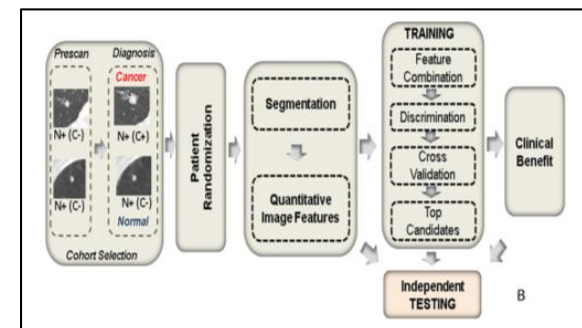 Prescan
Diagnosis
Cancer
N+ (C-)
N+ (C+)
N+ (C-)
N+ (C-)
Normal
Cohort Selection
Patient
Randomization
Segmentation
Quantitative
Image Features
TRAINING
Feature
Combination
Discrimination
Cross
Validation
Top
Candidates
Clinical
Benefit
Independent
TESTING
B